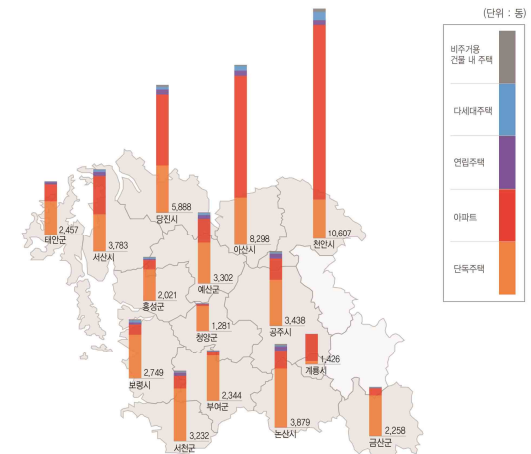 (단위 : 동)
비주거용
건물 내 주택
다세대주택
연립주택
아파트
단독주택
5,888
당진시
8,298
아산시
10,607
천안시
2,457
태안군
3,783
서산시
3,302
예산군
2,021
홍성군
3,438
공주시
1,281
청양군
1,426
계룡시
2,749
보령시
2,344
부여군
3,879
논산시
3,232
서천군
2,258
금산군